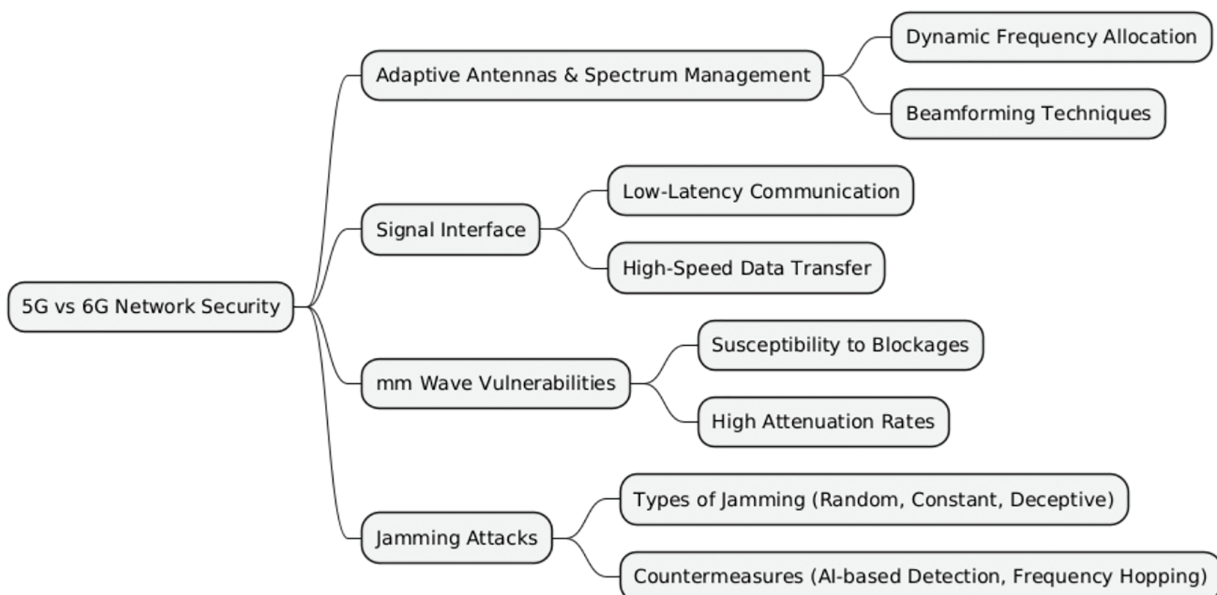 5G vs 6G Network Security
Adaptive Antennas & Spectrum Management
Dynamic Frequency Allocation
Beamforming Techniques
Signal Interface
Low-Latency Communication
High-Speed Data Transfer
mm Wave Vulnerabilities
Susceptibility to Blockages
High Attenuation Rates
Jamming Attacks
Types of Jamming (Random, Constant, Deceptive)
Countermeasures (AI-based Detection, Frequency Hopping)